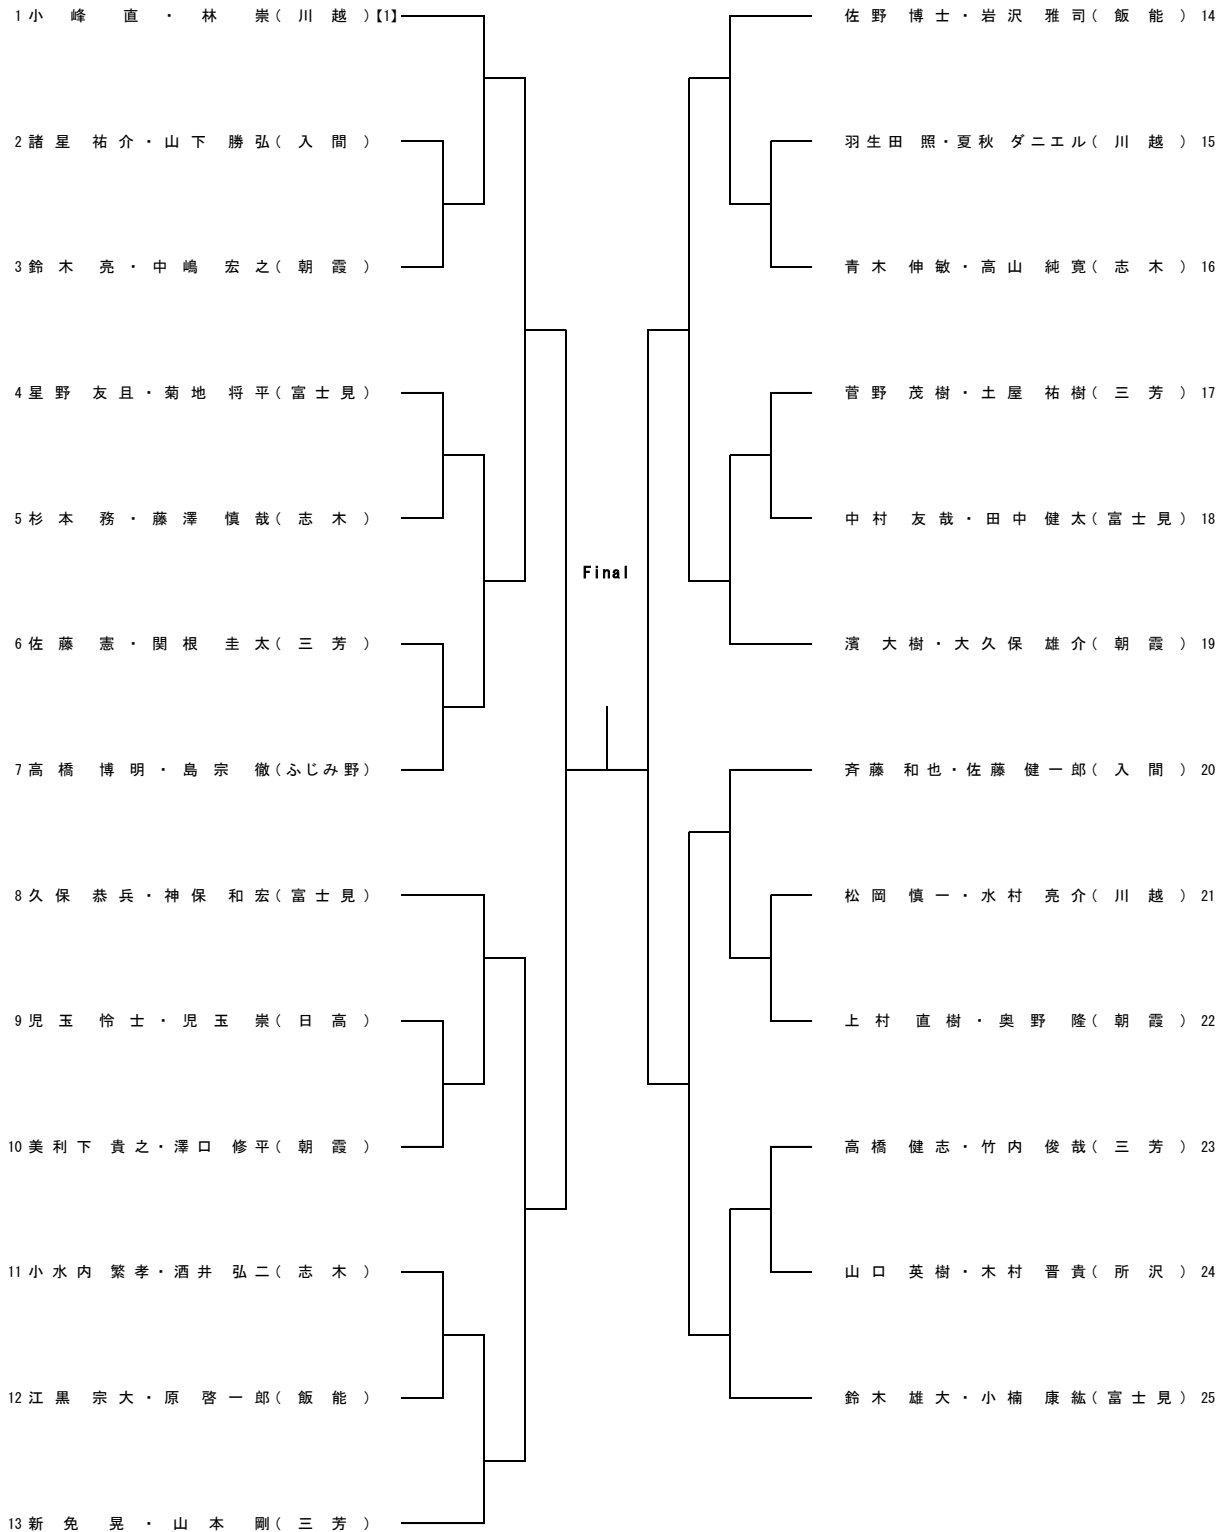 1 小峰 直・林 崇(川越)【1】
2 諸星 祐介・山下 勝弘(入間)
3 鈴木 亮・中嶋 宏之(朝霞)
4 星野 友且・菊地 将平(富士見)
5 杉本 務・藤澤 慎哉(志木)
6 佐藤 憲・関根 圭太(三芳)
7 高橋 博明・島宗 徹(ふじみ野)
8 久保 恭兵・神保 和宏(富士見)
9 児玉 怜士・児玉 崇(日高)
10 美利下 貴之・澤口 修平(朝霞)
11 小水内 繁孝・酒井 弘二(志木)
12 江黒 宗大・原 啓一郎(飯能)
13 新免 晃・山本 剛(三芳)
Final
佐野 博士・岩沢 雅司(飯能) 14
羽生田 照・夏秋 ダニエル(川越) 15
青木 伸敏・高山 純寛(志木) 16
菅野 茂樹・土屋 祐樹(三芳) 17
中村 友哉・田中 健太(富士見) 18
濱 大樹・大久保 雄介(朝霞) 19
斉藤 和也・佐藤 健一郎(入間) 20
松岡 慎一・水村 亮介(川越) 21
上村 直樹・奥野 隆(朝霞) 22
高橋 健志・竹内 俊哉(三芳) 23
山口 英樹・木村 晋貴(所沢) 24
鈴木 雄大・小楠 康紘(富士見) 25